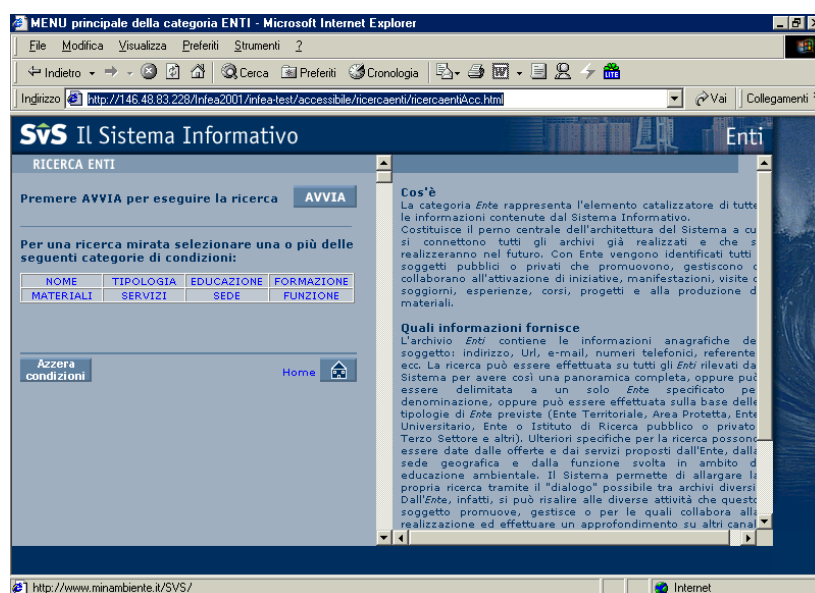 MENU principale della categoria ENTI - Microsoft Internet Explorer
File Modifica Visualizza Preferiti Strumenti ?
Indietro Cerca Preferiti Cronologia
Indirizzo http://146.48.83.228/Infea2001/infea-test/accessibile/ricercaenti/ricercaentiAcc.html Vai Collegamenti
SVS Il Sistema Informativo Enti
RICERCA ENTI
Premere AVVIA per eseguire la ricerca AVVIA
Per una ricerca mirata selezionare una o più delle
seguenti categorie di condizioni:
NOME TIPOLOGIA EDUCAZIONE FORMAZIONE
MATERIALI SERVIZI SEDE FUNZIONE
Azzera
condizioni
Home
Cos'è
La categoria Ente rappresenta l'elemento catalizzatore di tutte
le informazioni contenute dal Sistema Informativo.
Costituisce il perno centrale dell'architettura del Sistema a cu
si connettono tutti gli archivi già realizzati e che s
realizzeranno nel futuro. Con Ente vengono identificati tutti
soggetti pubblici o privati che promuovono, gestiscono o
collaborano all'attivazione di iniziative, manifestazioni, visite o
soggiorni, esperienze, corsi, progetti e alla produzione d
materiali.
Quali informazioni fornisce
L'archivio Enti contiene le informazioni anagrafiche de
soggetto: indirizzo, Url, e-mail, numeri telefonici, referente
ecc. La ricerca può essere effettuata su tutti gli Enti rilevati da
Sistema per avere così una panoramica completa, oppure può
essere delimitata a un solo Ente specificato pe
denominazione, oppure può essere effettuata sulla base delle
tipologie di Ente previste (Ente Territoriale, Area Protetta, Ente
Universitario, Ente o Istituto di Ricerca pubblico o privato
Terzo Settore e altri). Ulteriori specifiche per la ricerca possono
essere date dalle offerte e dai servizi proposti dall'Ente, dalla
sede geografica e dalla funzione svolta in ambito d
educazione ambientale. Il Sistema permette di allargare la
propria ricerca tramite il "dialogo" possibile tra archivi diversi
Dall'Ente, infatti, si può risalire alle diverse attività che questo
soggetto promuove, gestisce o per le quali collabora alla
realizzazione ed effettuare un approfondimento su altri canal
http://www.minambiente.it/SVS/ Internet